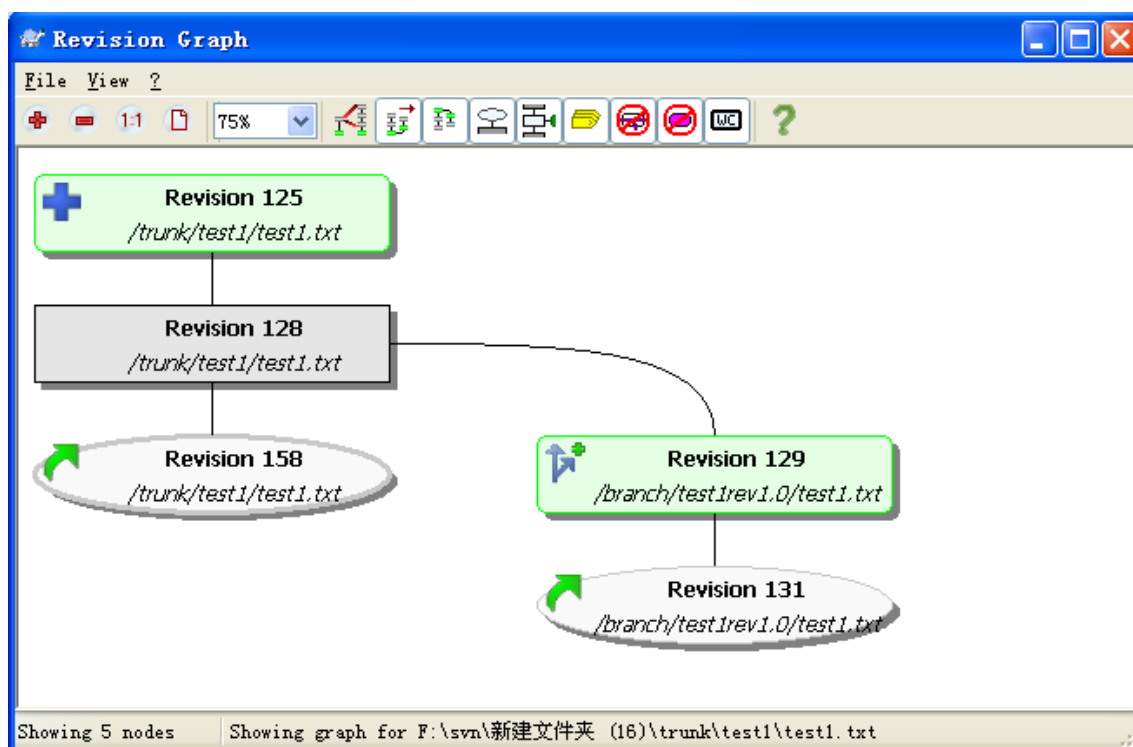 Revision Graph
File View ?
1:1 75% WC ?
Revision 125
/trunk/test1/test1.txt
Revision 128
/trunk/test1/test1.txt
Revision 158
/trunk/test1/test1.txt
Revision 129
/branch/test1rev1.0/test1.txt
Revision 131
/branch/test1rev1.0/test1.txt
Showing 5 nodes Showing graph for F:\svn\新建文件夹 (16)\trunk\test1\test1.txt